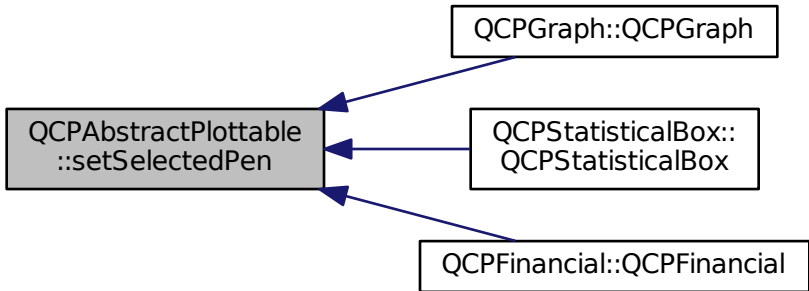 QCPGraph::QCPGraph
QCPAbstractPlottable
::setSelectedPen
QCPStatisticalBox::
QCPStatisticalBox
QCPFinancial::QCPFinancial